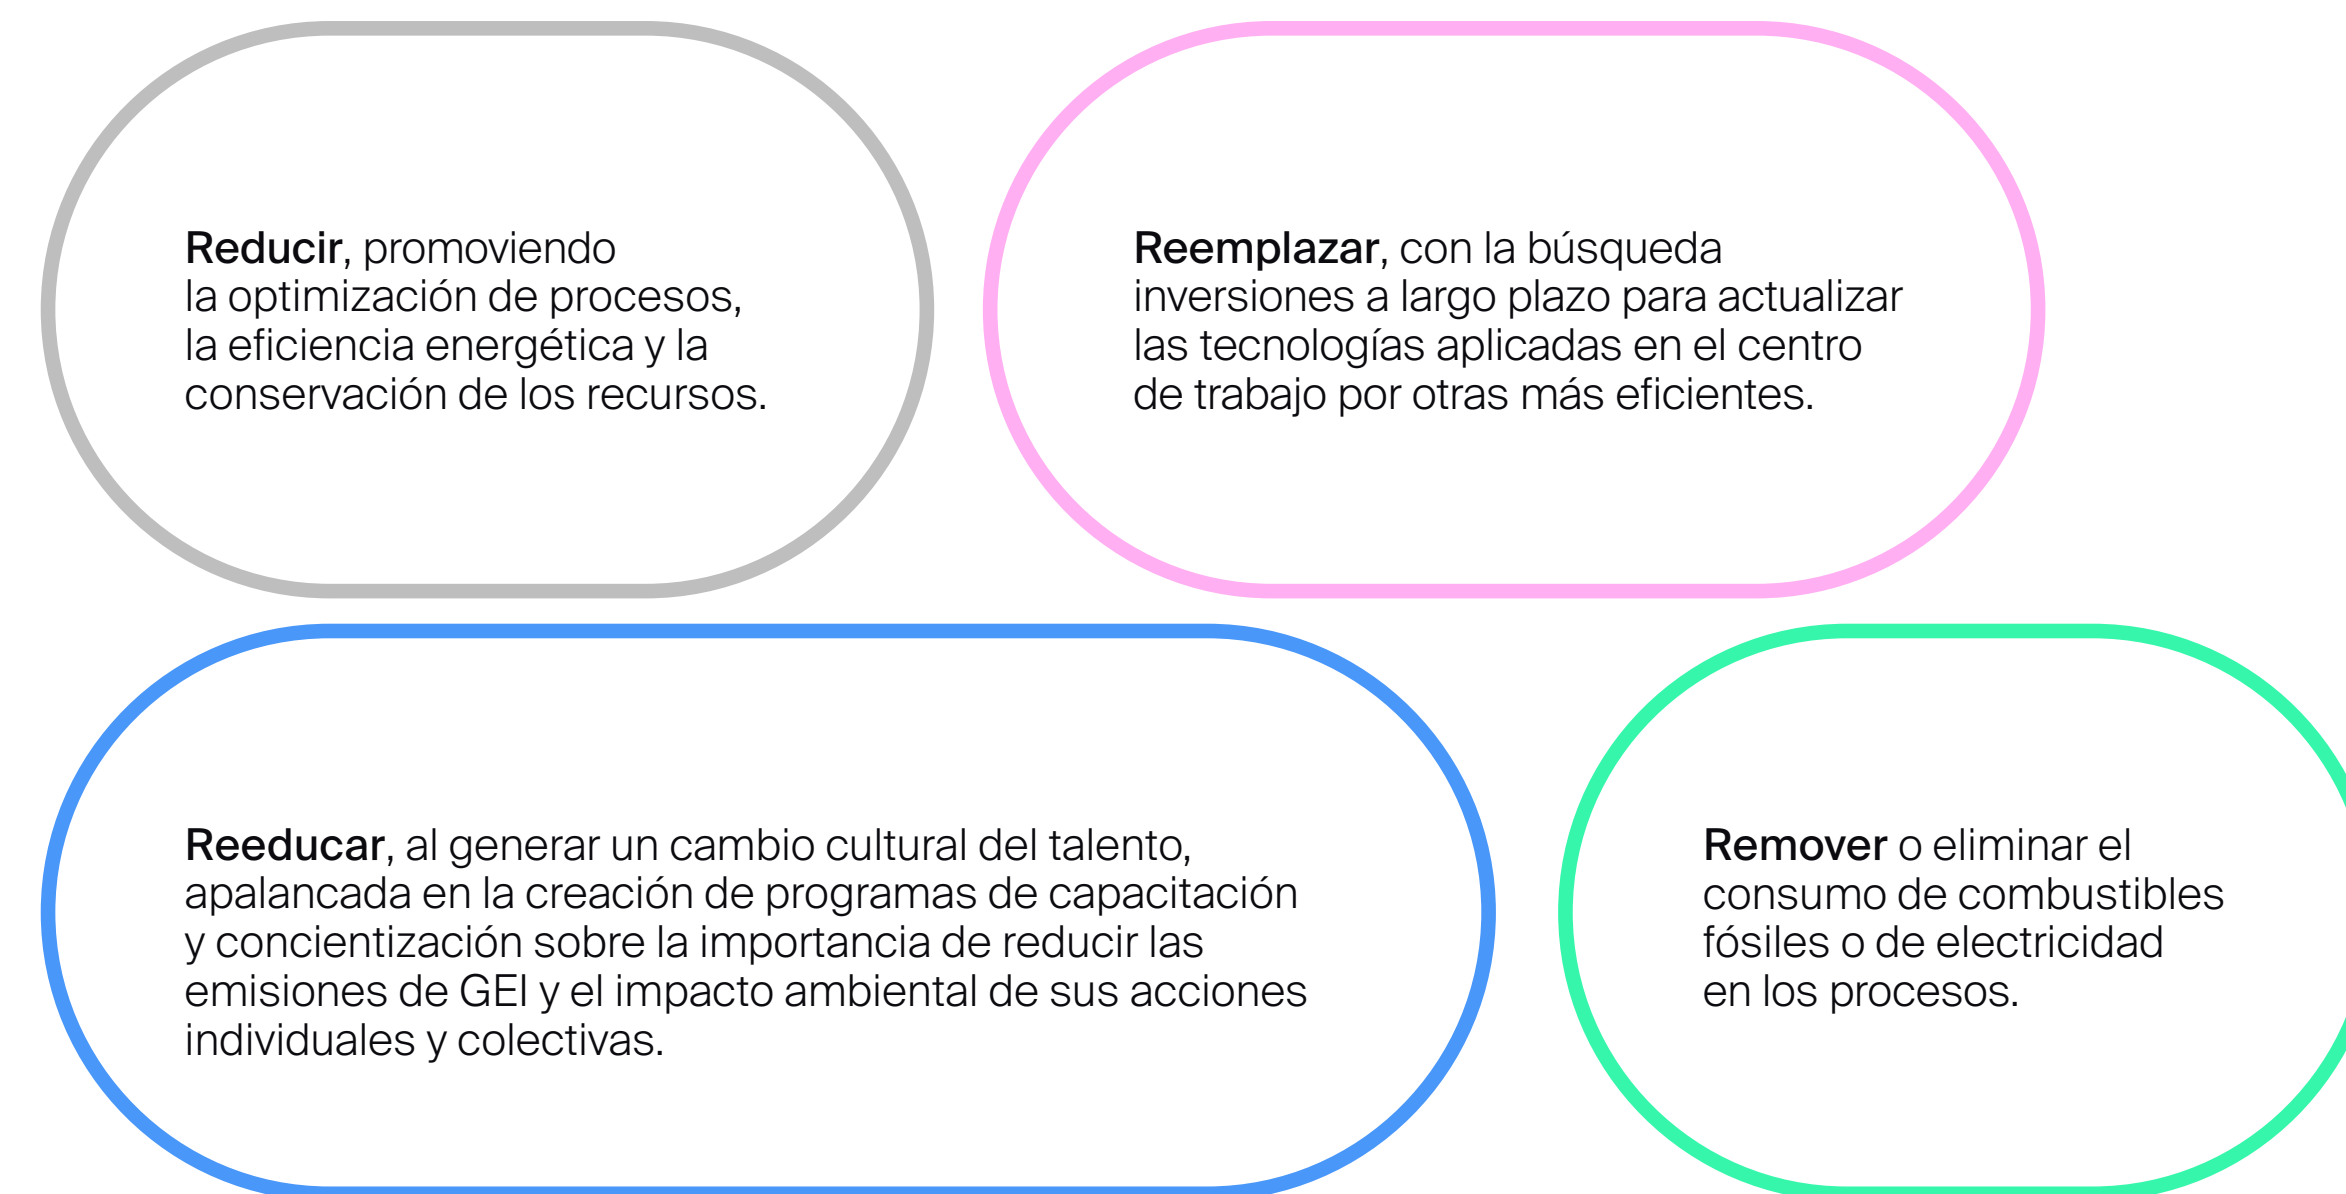 Reducir, promoviendo
la optimización de procesos,
la eficiencia energética y la
conservación de los recursos.
Reemplazar, con la búsqueda
inversiones a largo plazo para actualizar
las tecnologías aplicadas en el centro
de trabajo por otras más eficientes.
Reeducar, al generar un cambio cultural del talento,
apalancada en la creación de programas de capacitación
y concientización sobre la importancia de reducir las
emisiones de GEI y el impacto ambiental de sus acciones
individuales y colectivas.
Remover o eliminar el
consumo de combustibles
fósiles o de electricidad
en los procesos.